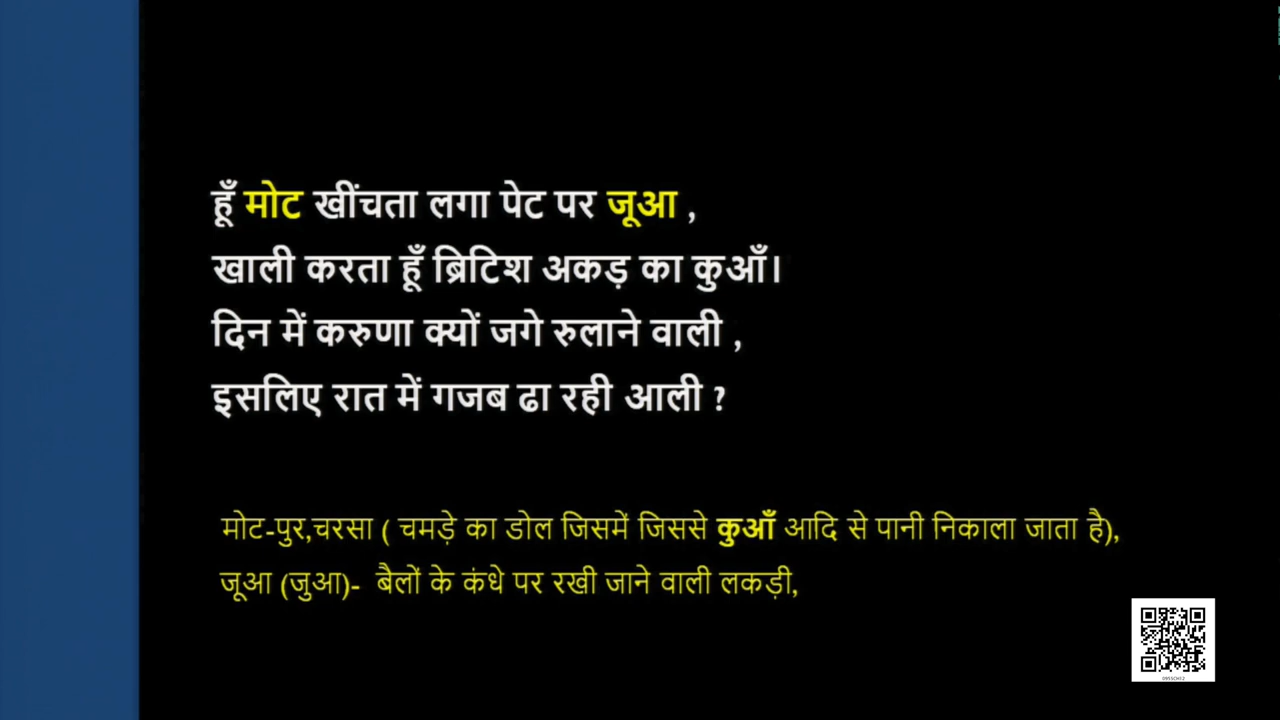 हूँ मोट खींचता लगा पेट पर जूआ ,
खाली करता हूँ ब्रिटिश अकड़ का कुआँ।
दिन में करुणा क्यों जगे रुलाने वाली ,
इसलिए रात में गजब ढा रही आली ?
मोट-पुर,चरसा ( चमड़े का डोल जिसमें जिससे कुआँ आदि से पानी निकाला जाता है),
जूआ (जुआ)- बैलों के कंधे पर रखी जाने वाली लकड़ी,